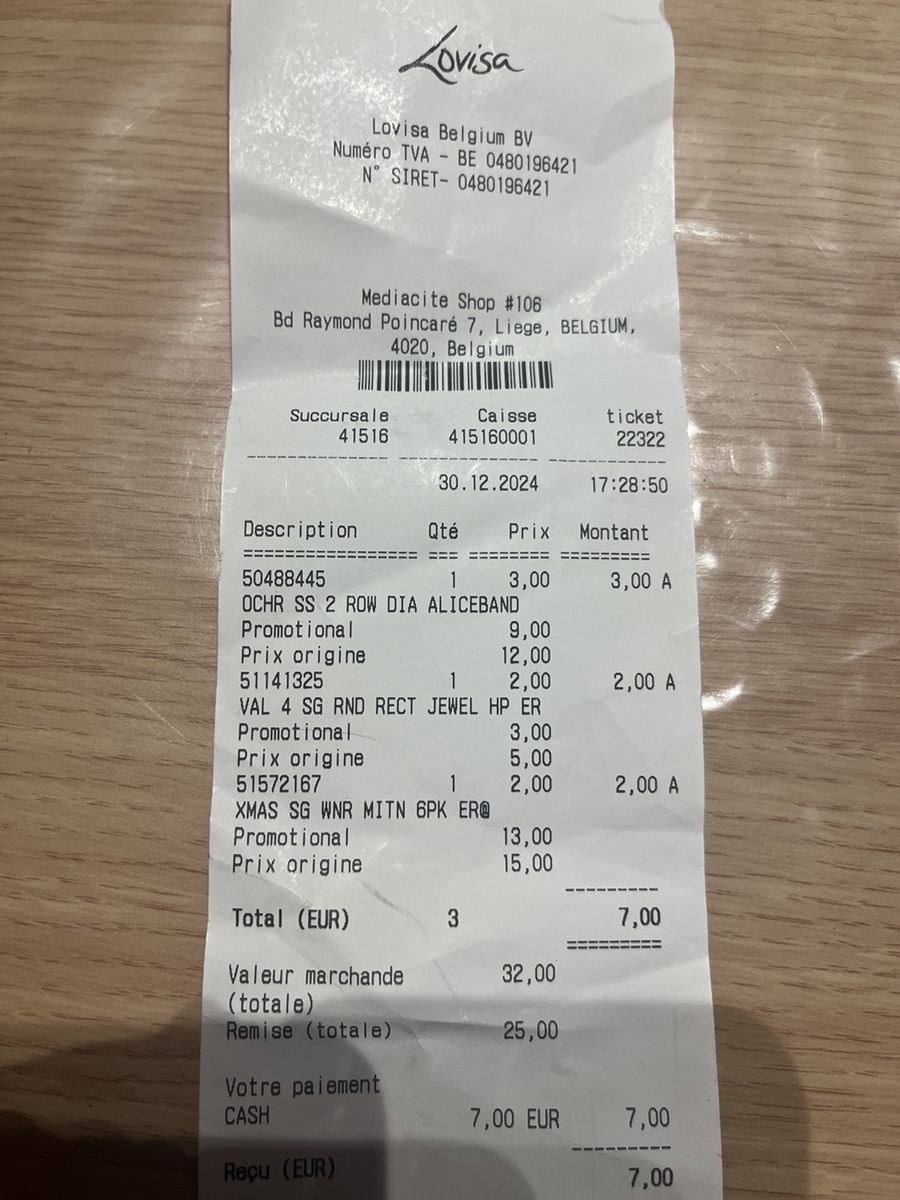 Lovisa
Lovisa Belgium BV
Numéro TVA - BE 0480196421
N° SIRET- 0480196421
Mediacite Shop #106
Bd Raymond Poincaré 7, Liege, BELGIUM,
4020, Belgium
Succursale Caisse ticket
41516 415160001 22322
30.12.2024 17:28:50
Description Qté Prix Montant
================= === ======== =========
50488445 1 3,00 3,00 A
OCHR SS 2 ROW DIA ALICEBAND
Promotional 9,00
Prix origine 12,00
51141325 1 2,00 2,00 A
VAL 4 SG RND RECT JEWEL HP ER
Promotional 3,00
Prix origine 5,00
51572167 1 2,00 2,00 A
XMAS SG WNR MITN 6PK ER@
Promotional 13,00
Prix origine 15,00
---------
Total (EUR) 3 7,00
=========
Valeur marchande 32,00
(totale)
Remise (totale) 25,00
Votre paiement
CASH 7,00 EUR 7,00
---------
Reçu (EUR) 7,00